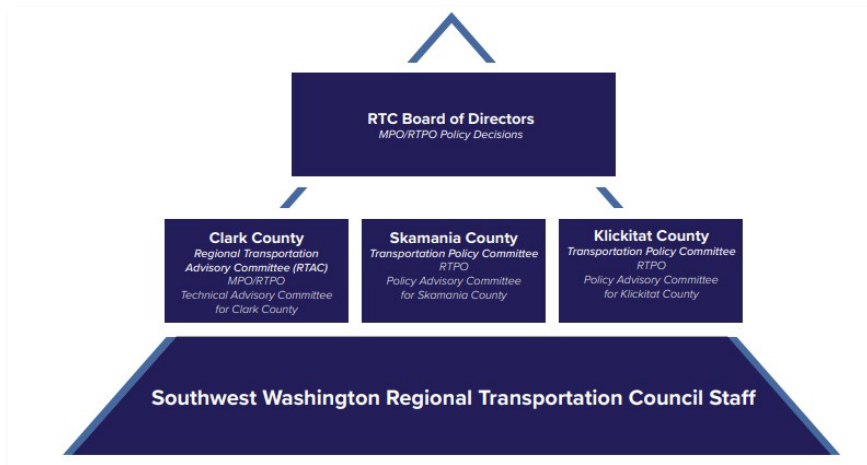 RTC Board of Directors
MPO/RTPO Policy Decisions
Clark County
Regional Transportation
Advisory Committee (RTAC)
MPO/RTPO
Technical Advisory Committee
for Clark County
Skamania County
Transportation Policy Committee
RTPO
Policy Advisory Committee
for Skamania County
Klickitat County
Transportation Policy Committee
RTPO
Policy Advisory Committee
for Klickitat County
Southwest Washington Regional Transportation Council Staff